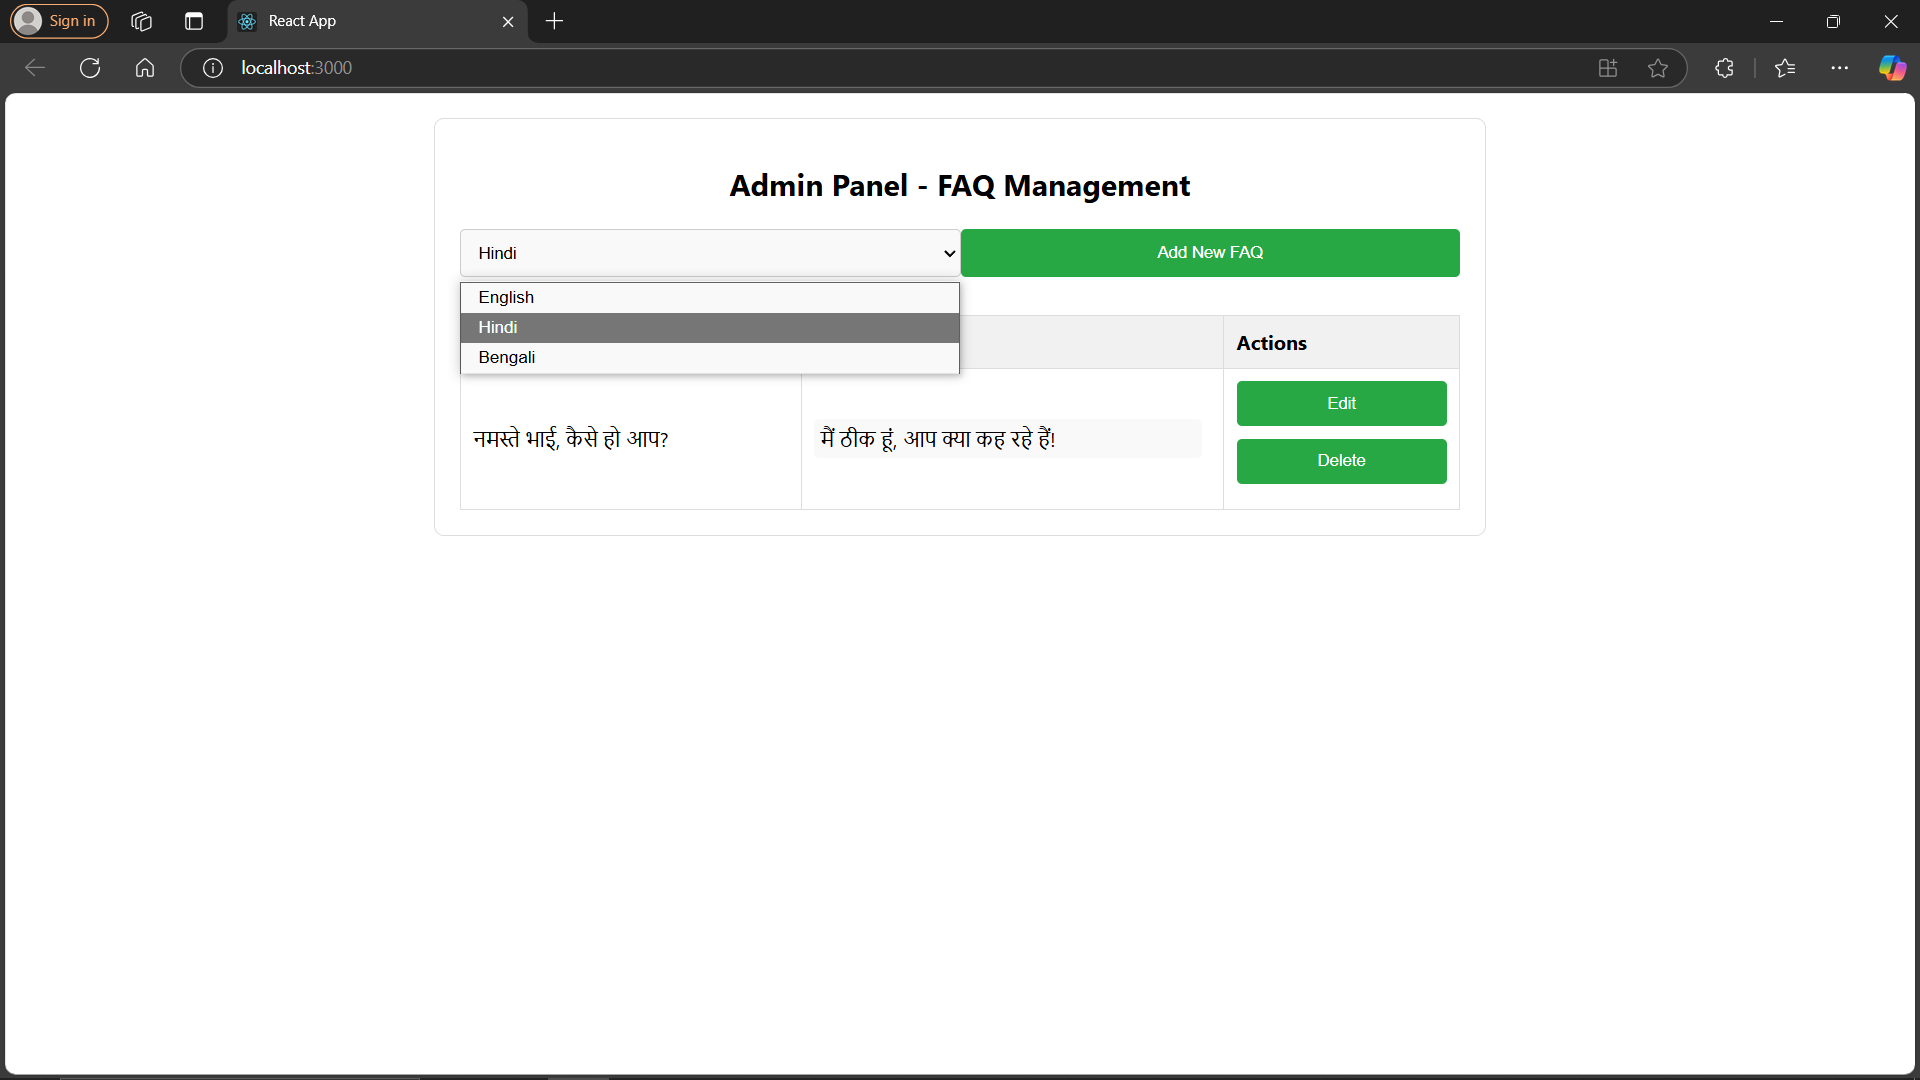 Sign in
React App
localhost:3000
Admin Panel - FAQ Management
Hindi
Add New FAQ
English
Hindi
Bengali
Actions
नमस्ते भाई, कैसे हो आप?
मैं ठीक हूं, आप क्या कह रहे हैं!
Edit
Delete